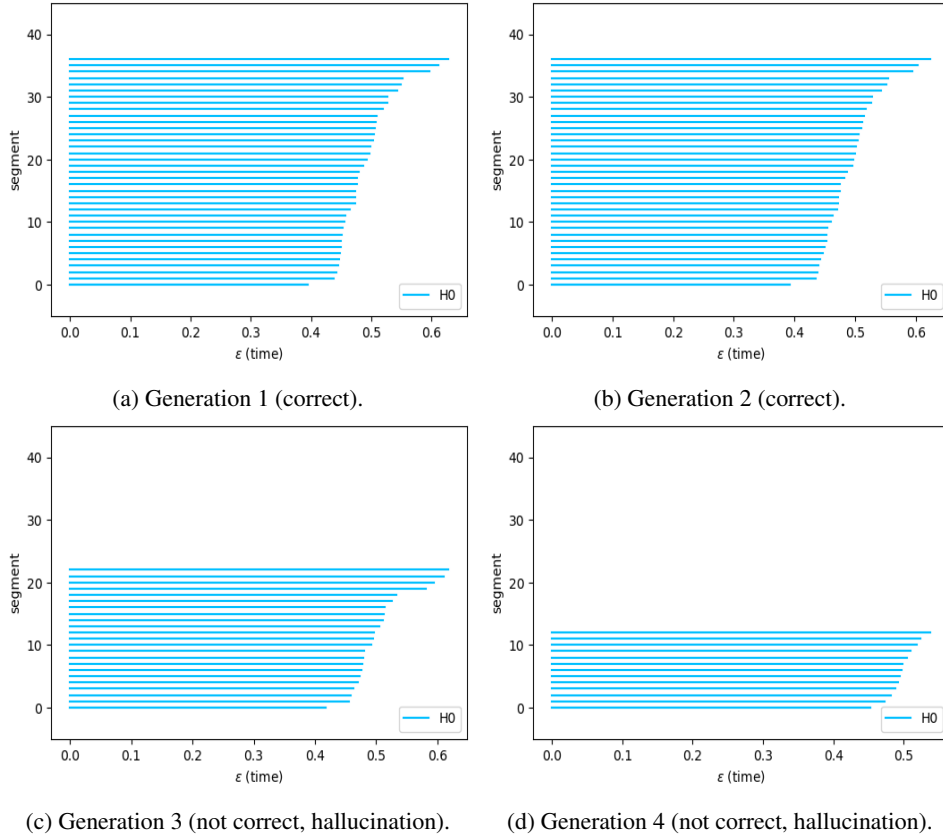 40
30
20
10
0
segment
H0
0.0 0.1 0.2 0.3 0.4 0.5 0.6
ε (time)
(a) Generation 1 (correct).
40
30
20
10
0
segment
H0
0.0 0.1 0.2 0.3 0.4 0.5 0.6
ε (time)
(b) Generation 2 (correct).
40
30
20
10
0
segment
H0
0.0 0.1 0.2 0.3 0.4 0.5 0.6
ε (time)
(c) Generation 3 (not correct, hallucination).
40
30
20
10
0
segment
H0
0.0 0.1 0.2 0.3 0.4 0.5
ε (time)
(d) Generation 4 (not correct, hallucination).